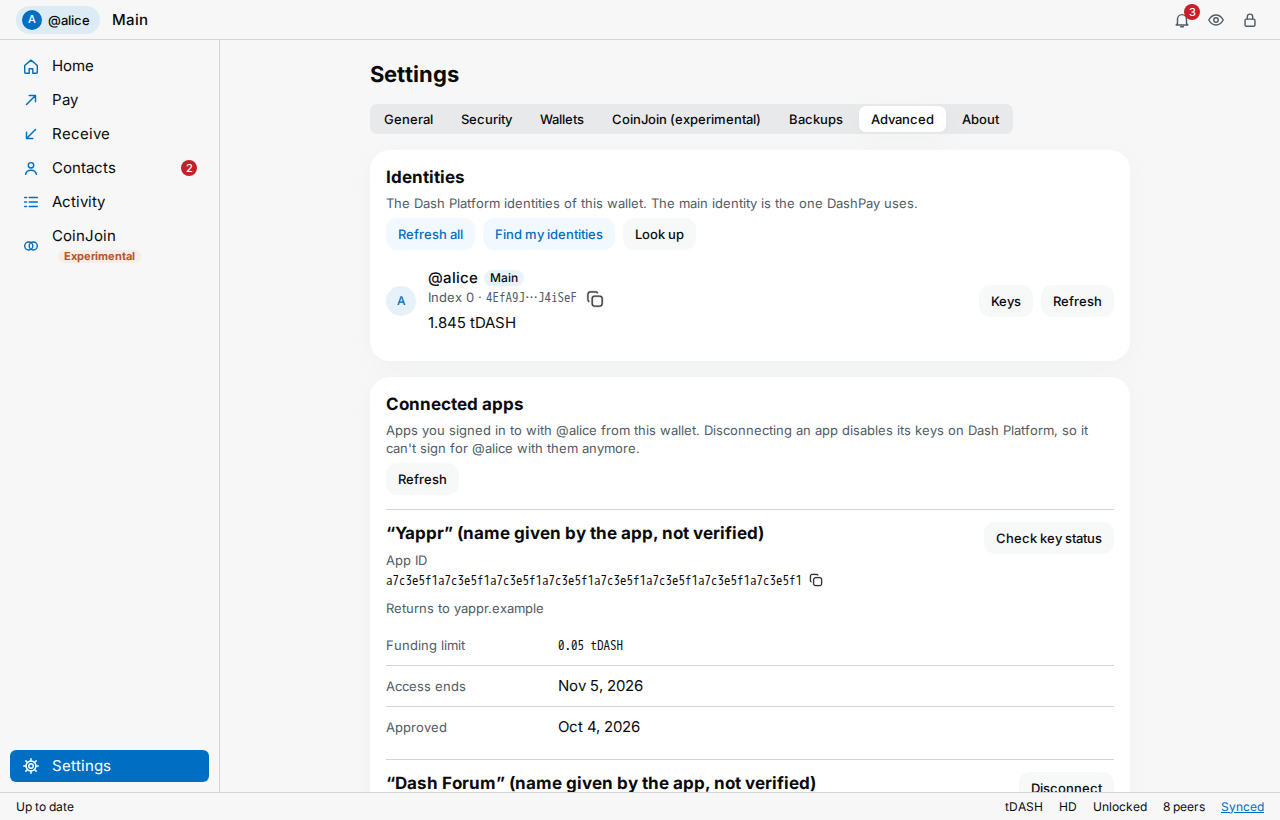 A @alice Main 3
Home
Pay
Receive
Contacts 2
Activity
CoinJoin
Experimental
Settings
Settings
General Security Wallets CoinJoin (experimental) Backups Advanced About
Identities
The Dash Platform identities of this wallet. The main identity is the one DashPay uses.
Refresh all Find my identities Look up
A
@alice Main
Index 0 · 4EfA9J···J4iSeF
1.845 tDASH
Keys Refresh
Connected apps
Apps you signed in to with @alice from this wallet. Disconnecting an app disables its keys on Dash Platform, so it
can't sign for @alice with them anymore.
Refresh
“Yappr” (name given by the app, not verified)
Check key status
App ID
a7c3e5f1a7c3e5f1a7c3e5f1a7c3e5f1a7c3e5f1a7c3e5f1a7c3e5f1a7c3e5f1
Returns to yappr.example
Funding limit 0.05 tDASH
Access ends Nov 5, 2026
Approved Oct 4, 2026
“Dash Forum” (name given by the app, not verified)
Disconnect
Up to date
tDASH HD Unlocked 8 peers Synced